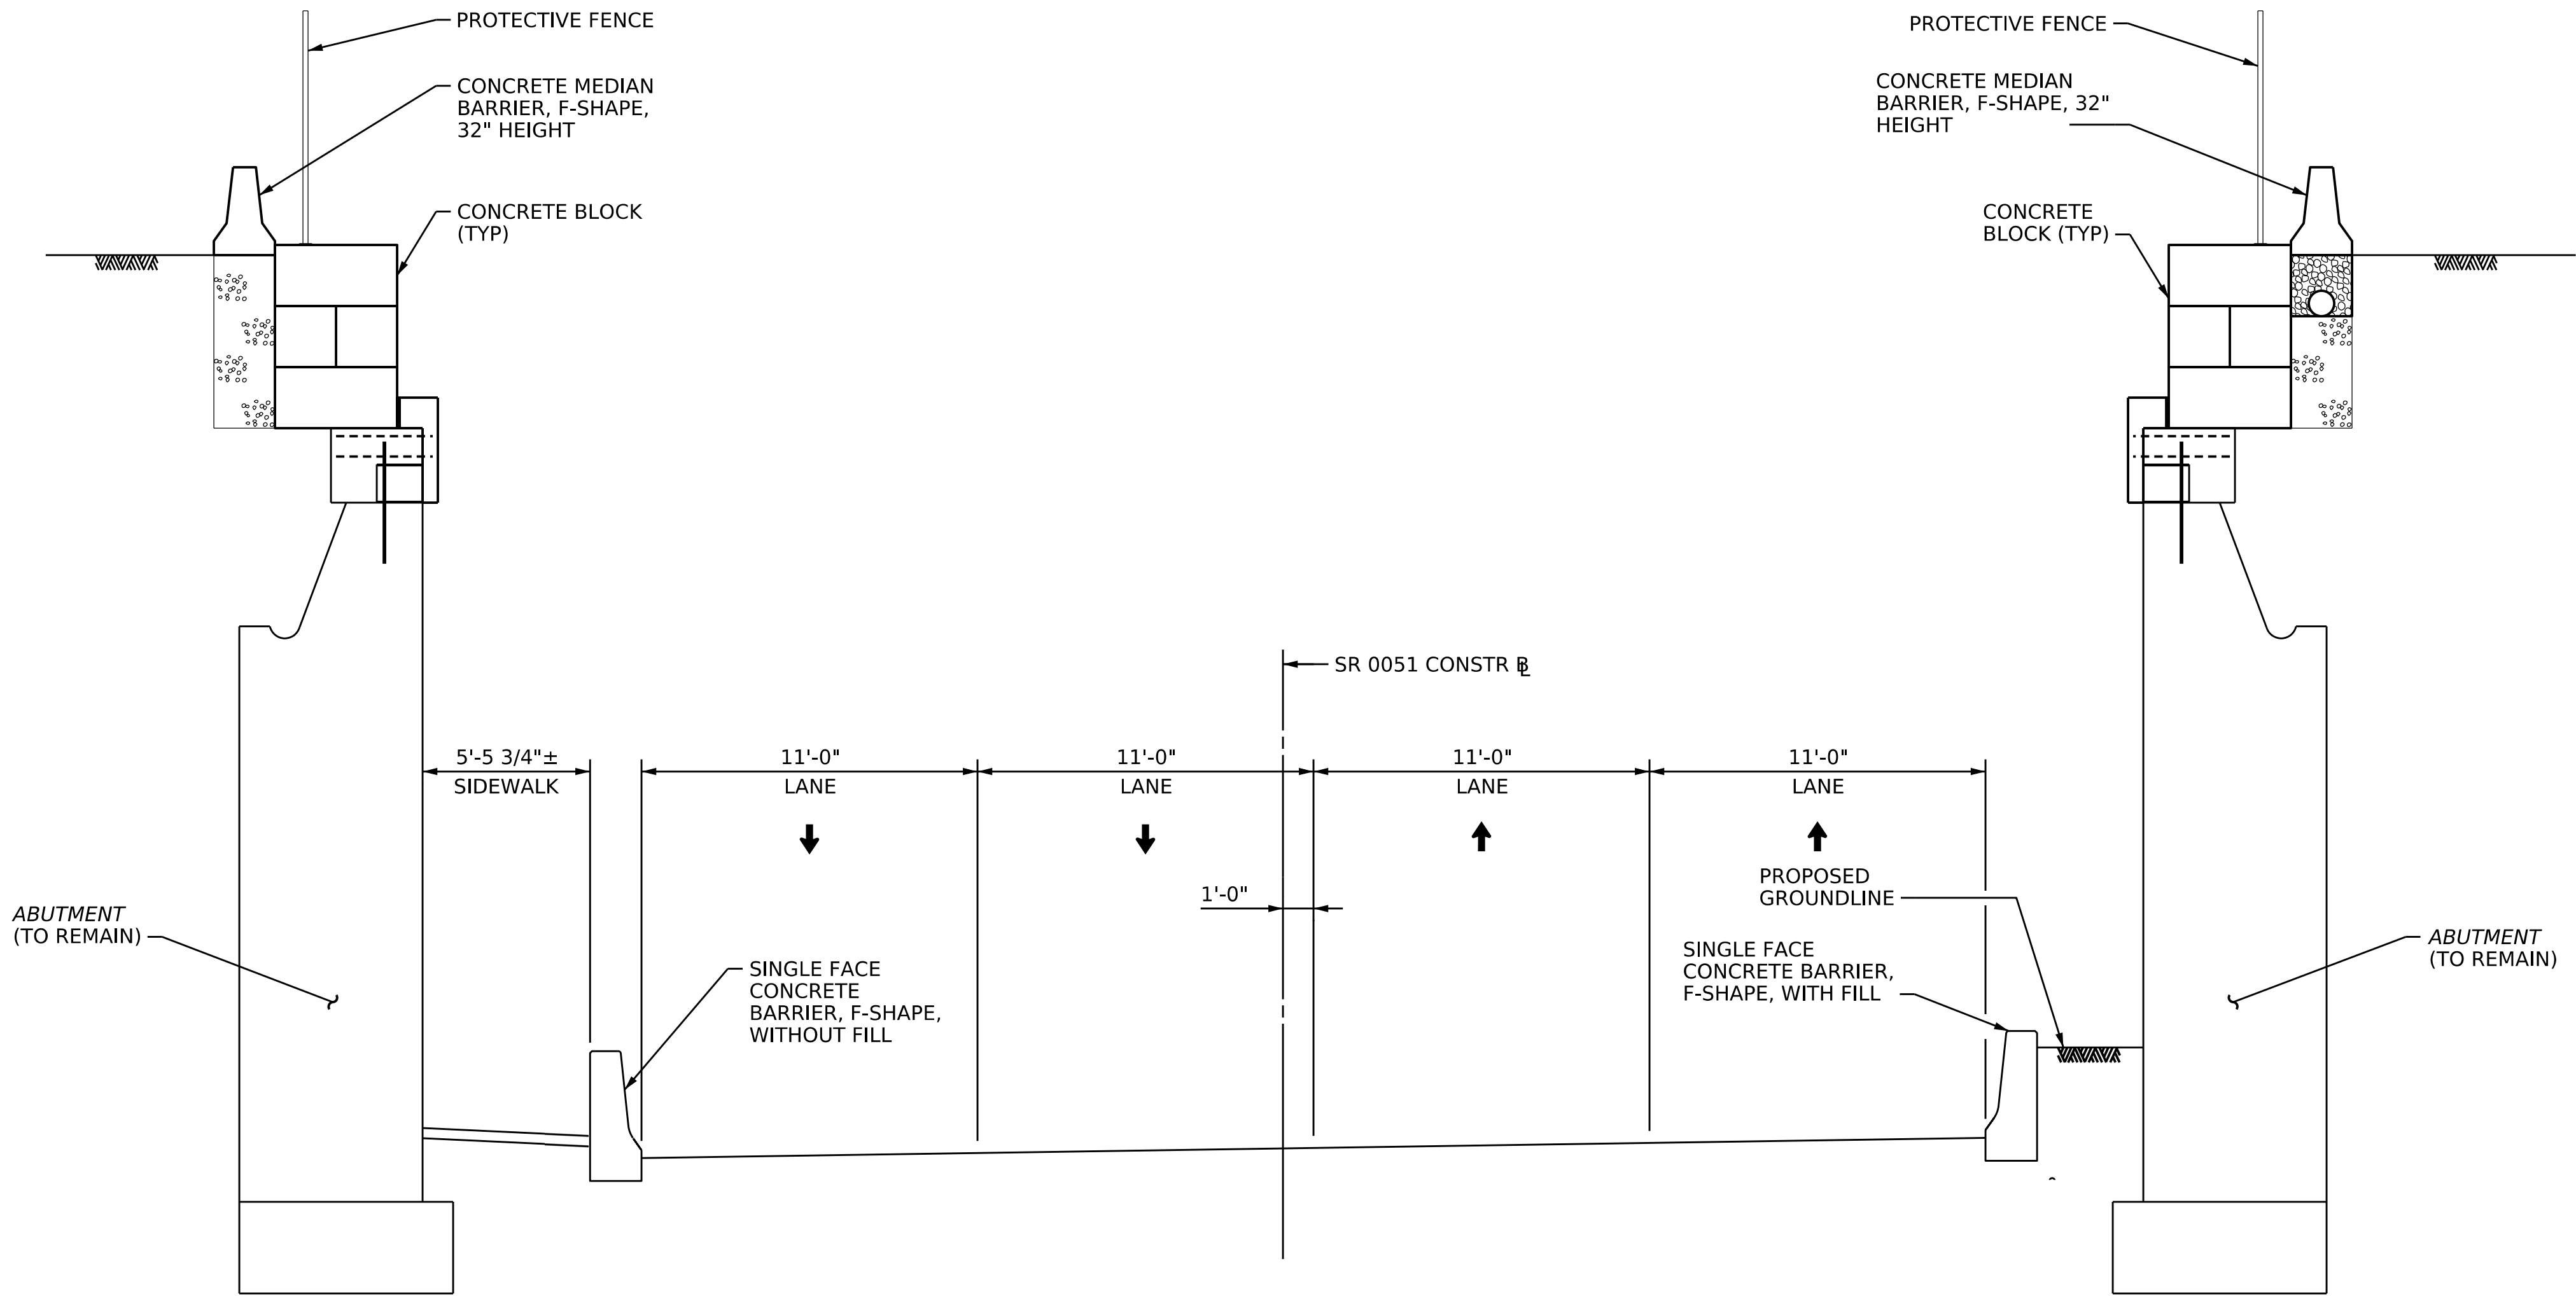 PROTECTIVE FENCE
CONCRETE MEDIAN
BARRIER, F-SHAPE,
32" HEIGHT
CONCRETE BLOCK
(TYP)
PROTECTIVE FENCE
CONCRETE MEDIAN
BARRIER, F-SHAPE, 32"
HEIGHT
CONCRETE
BLOCK (TYP)
SR 0051 CONSTR BL
5'-5 3/4"±
SIDEWALK
11'-0"
LANE
11'-0"
LANE
11'-0"
LANE
11'-0"
LANE
1'-0"
PROPOSED
GROUNDLINE
ABUTMENT
(TO REMAIN)
SINGLE FACE
CONCRETE
BARRIER, F-SHAPE,
WITHOUT FILL
SINGLE FACE
CONCRETE BARRIER,
F-SHAPE, WITH FILL
ABUTMENT
(TO REMAIN)